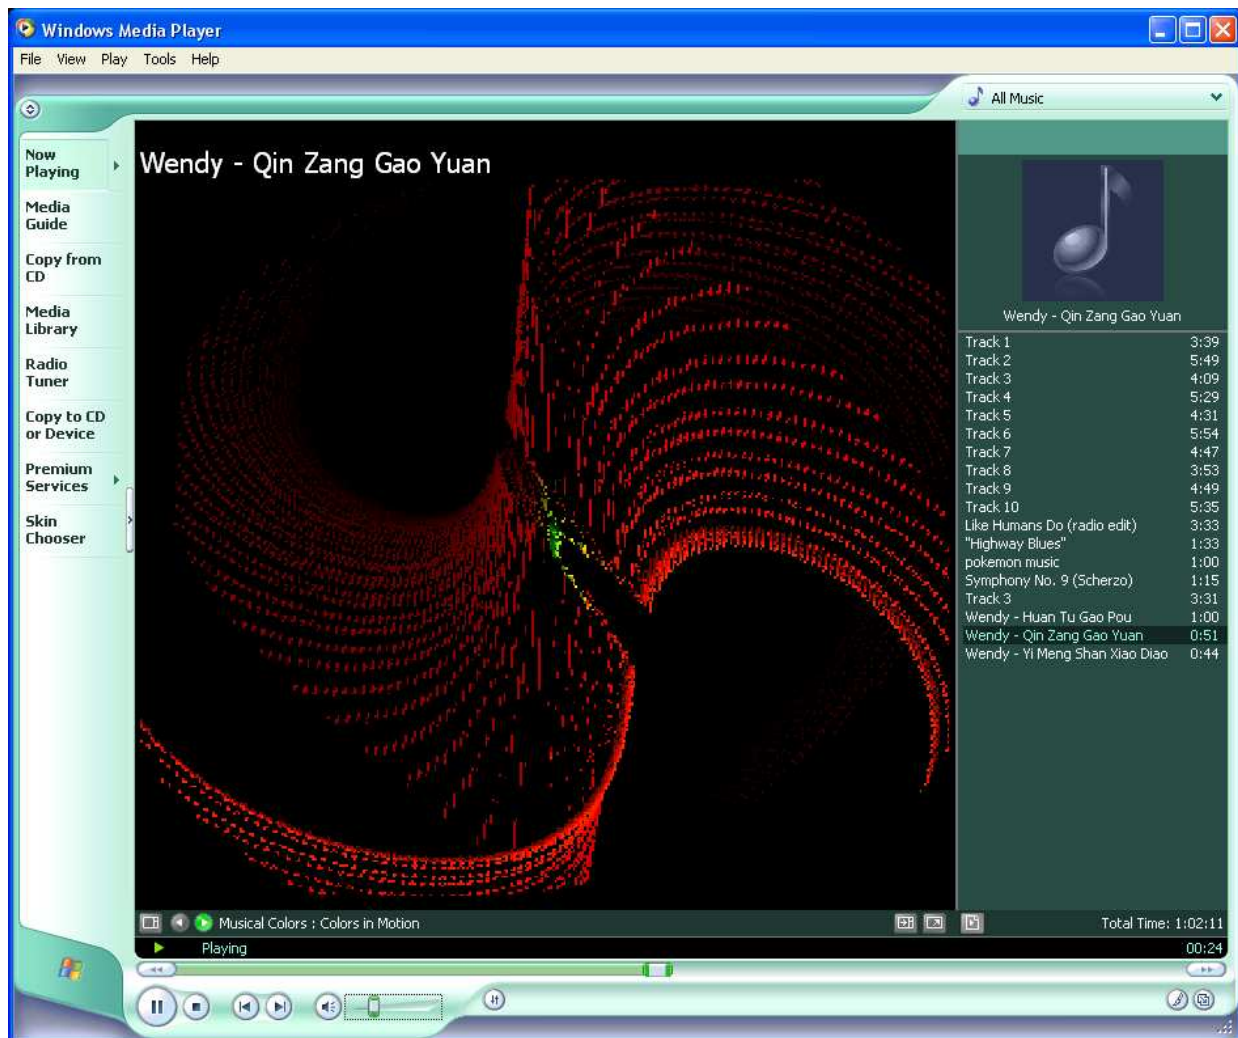 Windows Media Player
File View Play Tools Help
All Music
Now
Playing
Media
Guide
Copy from
CD
Media
Library
Radio
Tuner
Copy to CD
or Device
Premium
Services
Skin
Chooser
Wendy - Qin Zang Gao Yuan
Wendy - Qin Zang Gao Yuan
Track 1 3:39
Track 2 5:49
Track 3 4:09
Track 4 5:29
Track 5 4:31
Track 6 5:54
Track 7 4:47
Track 8 3:53
Track 9 4:49
Track 10 5:35
Like Humans Do (radio edit) 3:33
"Highway Blues" 1:33
pokemon music 1:00
Symphony No. 9 (Scherzo) 1:15
Track 3 3:31
Wendy - Huan Tu Gao Pou 1:00
Wendy - Qin Zang Gao Yuan 0:51
Wendy - Yi Meng Shan Xiao Diao 0:44
Musical Colors : Colors in Motion
Total Time: 1:02:11
Playing 00:24